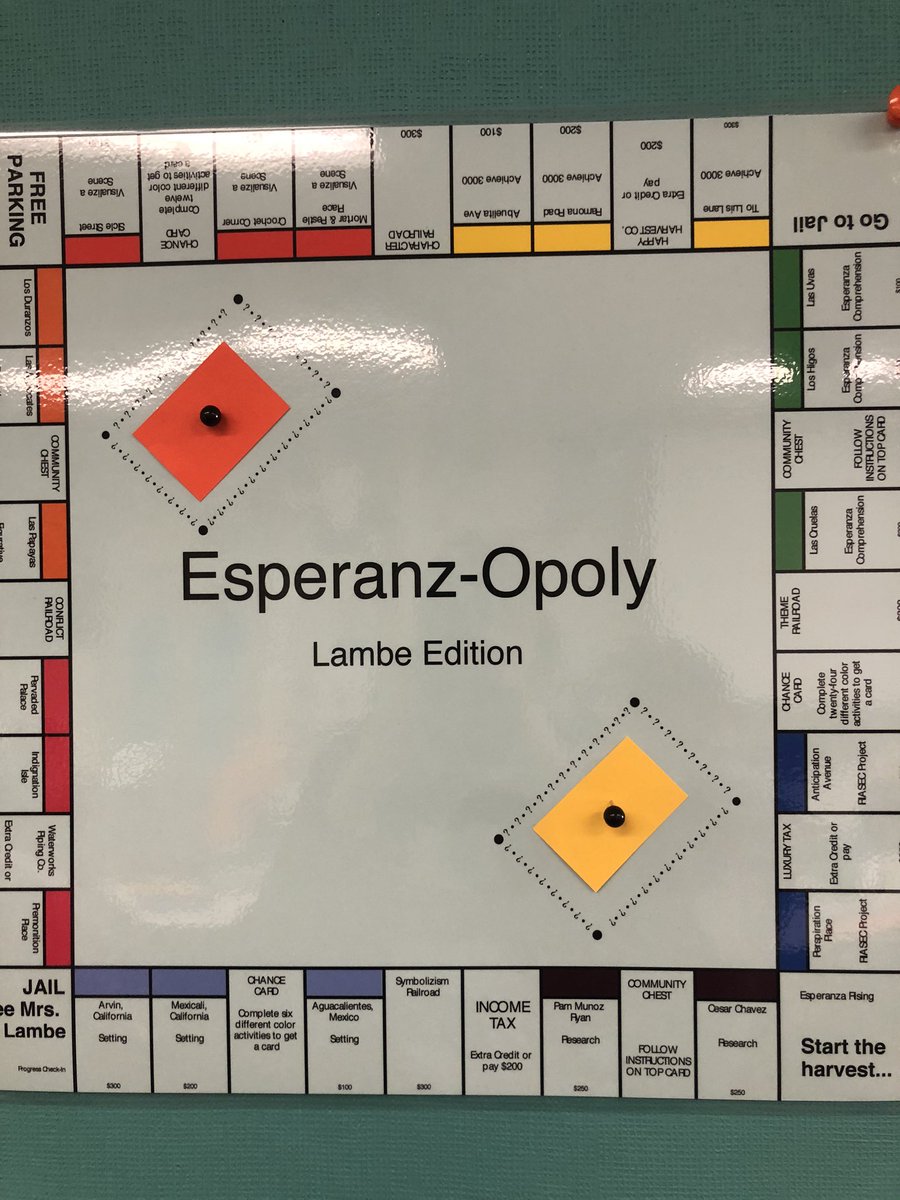 FREE
PARKING
Side Street
Visualize a
Scene
CHANCE
CARD
Complete
twelve
different color
activities to get
a card
Crochet Corner
Visualize a
Scene
Mortar & Pestle
Place
Visualize a
Scene
CHARACTER
RAILROAD
$300
Abuelita Ave
Achieve 3000
$100
Ramona Road
Achieve 3000
$200
HAPPY
HARVEST CO.
Extra Credit or
pay
$200
Tio Luis Lane
Achieve 3000
$300
Go to Jail
Los Duranzos
COMMUNITY
CHEST
Las Papayas
Figurative
CONFLICT
RAILROAD
Pervaded
Palace
Indignation
Isle
Waterworks
Piping Co.
Extra Credit or
Premonition
Place
Esperanz-Opoly
Lambe Edition
Las Uvas
Esperanza
Comprehension
Los Higos
Esperanza
COMMUNITY
CHEST
FOLLOW
INSTRUCTIONS
ON TOP CARD
Las Ciruelas
Esperanza
Comprehension
THEME
RAILROAD
CHANCE
CARD
Complete
twenty-four
different color
activities to get
a card
Anticipation
Avenue
RIASEC Project
LUXURY TAX
Extra Credit or
pay
Perspiration
Place
RIASEC Project
JAIL
ee Mrs.
Lambe
Progress Check-In
Arvin,
California
Setting
$300
Mexicali,
California
Setting
$200
CHANCE
CARD
Complete six
different color
activities to get
a card
Aguacalientes,
Mexico
Setting
$100
Symbolizism
Railroad
$300
INCOME
TAX
Extra Credit or
pay $200
Pam Munoz
Ryan
Research
$250
COMMUNITY
CHEST
FOLLOW
INSTRUCTIONS
ON TOP CARD
Cesar Chavez
Research
$250
Esperanza Rising
Start the
harvest...